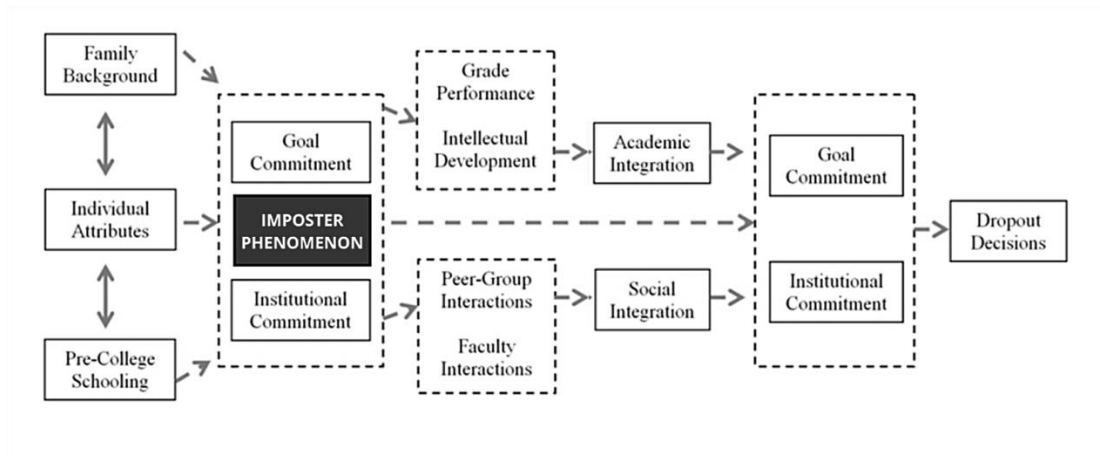 Family
Background
Individual
Attributes
Pre-College
Schooling
Goal
Commitment
IMPOSTER
PHENOMENON
Institutional
Commitment
Grade
Performance
Intellectual
Development
Peer-Group
Interactions
Faculty
Interactions
Academic
Integration
Social
Integration
Goal
Commitment
Institutional
Commitment
Dropout
Decisions